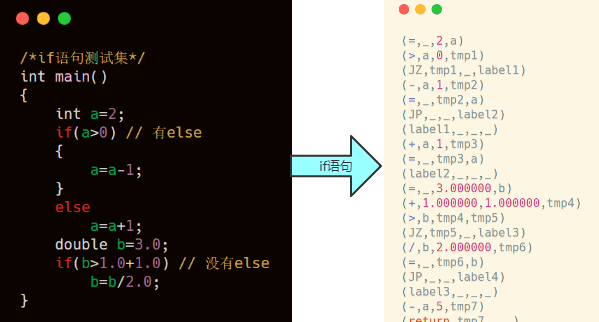 /*if语句测试集*/
int main()
{
int a=2;
if(a>0) // 有else
{
a=a-1;
}
else
a=a+1;
double b=3.0;
if(b>1.0+1.0) // 没有else
b=b/2.0;
}
if语句
(=,_,2,a)
(>,a,0,tmp1)
(JZ,tmp1,_,label1)
(-,a,1,tmp2)
(=,_,tmp2,a)
(JP,_,_,label2)
(label1,_,_,_)
(+,a,1,tmp3)
(=,_,tmp3,a)
(label2,_,_,_)
(=,_,3.000000,b)
(+,1.000000,1.000000,tmp4)
(>,b,tmp4,tmp5)
(JZ,tmp5,_,label3)
(/,b,2.000000,tmp6)
(=,_,tmp6,b)
(JP,_,_,label4)
(label3,_,_,_)
(-,a,5,tmp7)
(return,tmp7,_,_)